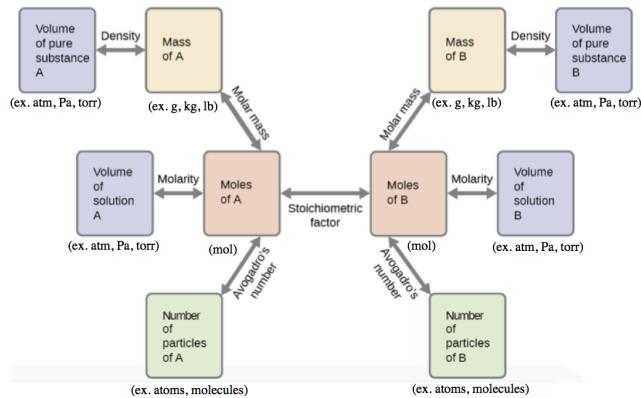 Volume
of pure
substance
A
(ex. atm, Pa, torr)
Density
Mass
of A
(ex. g, kg, lb)
Molar mass
Mass
of B
(ex. g, kg, lb)
Density
Volume
of pure
substance
B
(ex. atm, Pa, torr)
Molar mass
Volume
of
solution
A
(ex. atm, Pa, torr)
Molarity
Moles
of A
(mol)
Stoichiometric
factor
Moles
of B
(mol)
Molarity
Volume
of
solution
B
(ex. atm, Pa, torr)
Avogadro's
number
Avogadro's
number
Number
of
particles
of A
(ex. atoms, molecules)
Number
of
particles
of B
(ex. atoms, molecules)